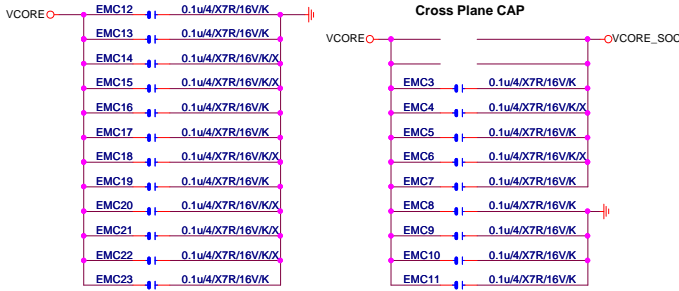 VCORE
EMC12 0.1u/4/X7R/16V/K
EMC13 0.1u/4/X7R/16V/K
EMC14 0.1u/4/X7R/16V/K/X
EMC15 0.1u/4/X7R/16V/K/X
EMC16 0.1u/4/X7R/16V/K
EMC17 0.1u/4/X7R/16V/K
EMC18 0.1u/4/X7R/16V/K/X
EMC19 0.1u/4/X7R/16V/K
EMC20 0.1u/4/X7R/16V/K/X
EMC21 0.1u/4/X7R/16V/K/X
EMC22 0.1u/4/X7R/16V/K/X
EMC23 0.1u/4/X7R/16V/K
Cross Plane CAP
VCORE VCORE_SOC
EMC3 0.1u/4/X7R/16V/K
EMC4 0.1u/4/X7R/16V/K/X
EMC5 0.1u/4/X7R/16V/K
EMC6 0.1u/4/X7R/16V/K/X
EMC7 0.1u/4/X7R/16V/K
EMC8 0.1u/4/X7R/16V/K
EMC9 0.1u/4/X7R/16V/K
EMC10 0.1u/4/X7R/16V/K
EMC11 0.1u/4/X7R/16V/K